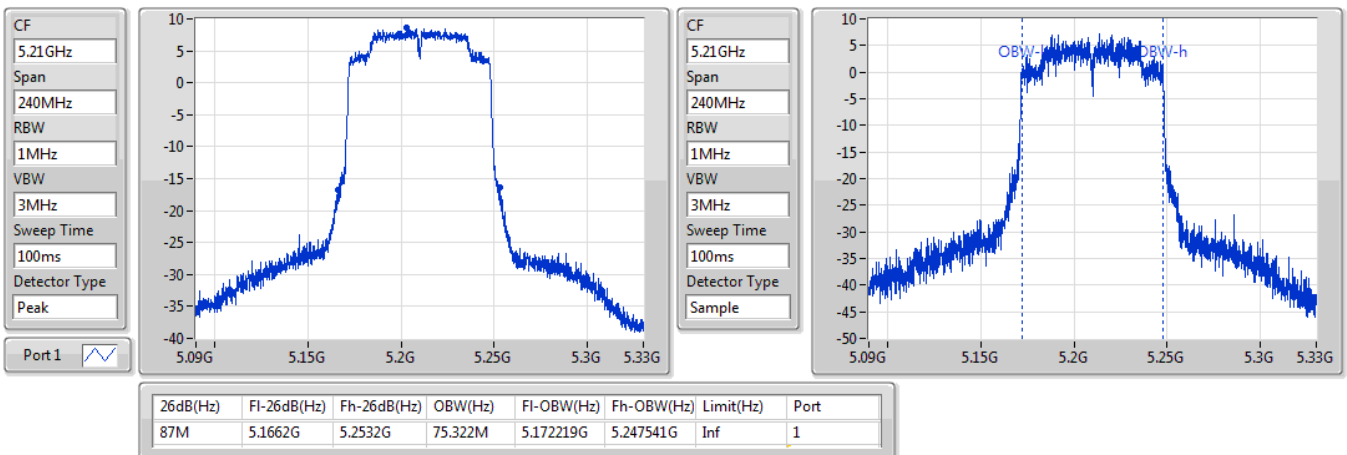 CF
5.21GHz
Span
240MHz
RBW
1MHz
VBW
3MHz
Sweep Time
100ms
Detector Type
Peak
Port 1
10
5
0
-5
-10
-15
-20
-25
-30
-35
-40
5.09G 5.15G 5.2G 5.25G 5.3G 5.33G
CF
5.21GHz
Span
240MHz
RBW
1MHz
VBW
3MHz
Sweep Time
100ms
Detector Type
Sample
10
5
0
-5
-10
-15
-20
-25
-30
-35
-40
-45
-50
OBW-h
5.09G 5.15G 5.2G 5.25G 5.3G 5.33G
26dB(Hz) Fl-26dB(Hz) Fh-26dB(Hz) OBW(Hz) Fl-OBW(Hz) Fh-OBW(Hz) Limit(Hz) Port
87M 5.1662G 5.2532G 75.322M 5.172219G 5.247541G Inf 1